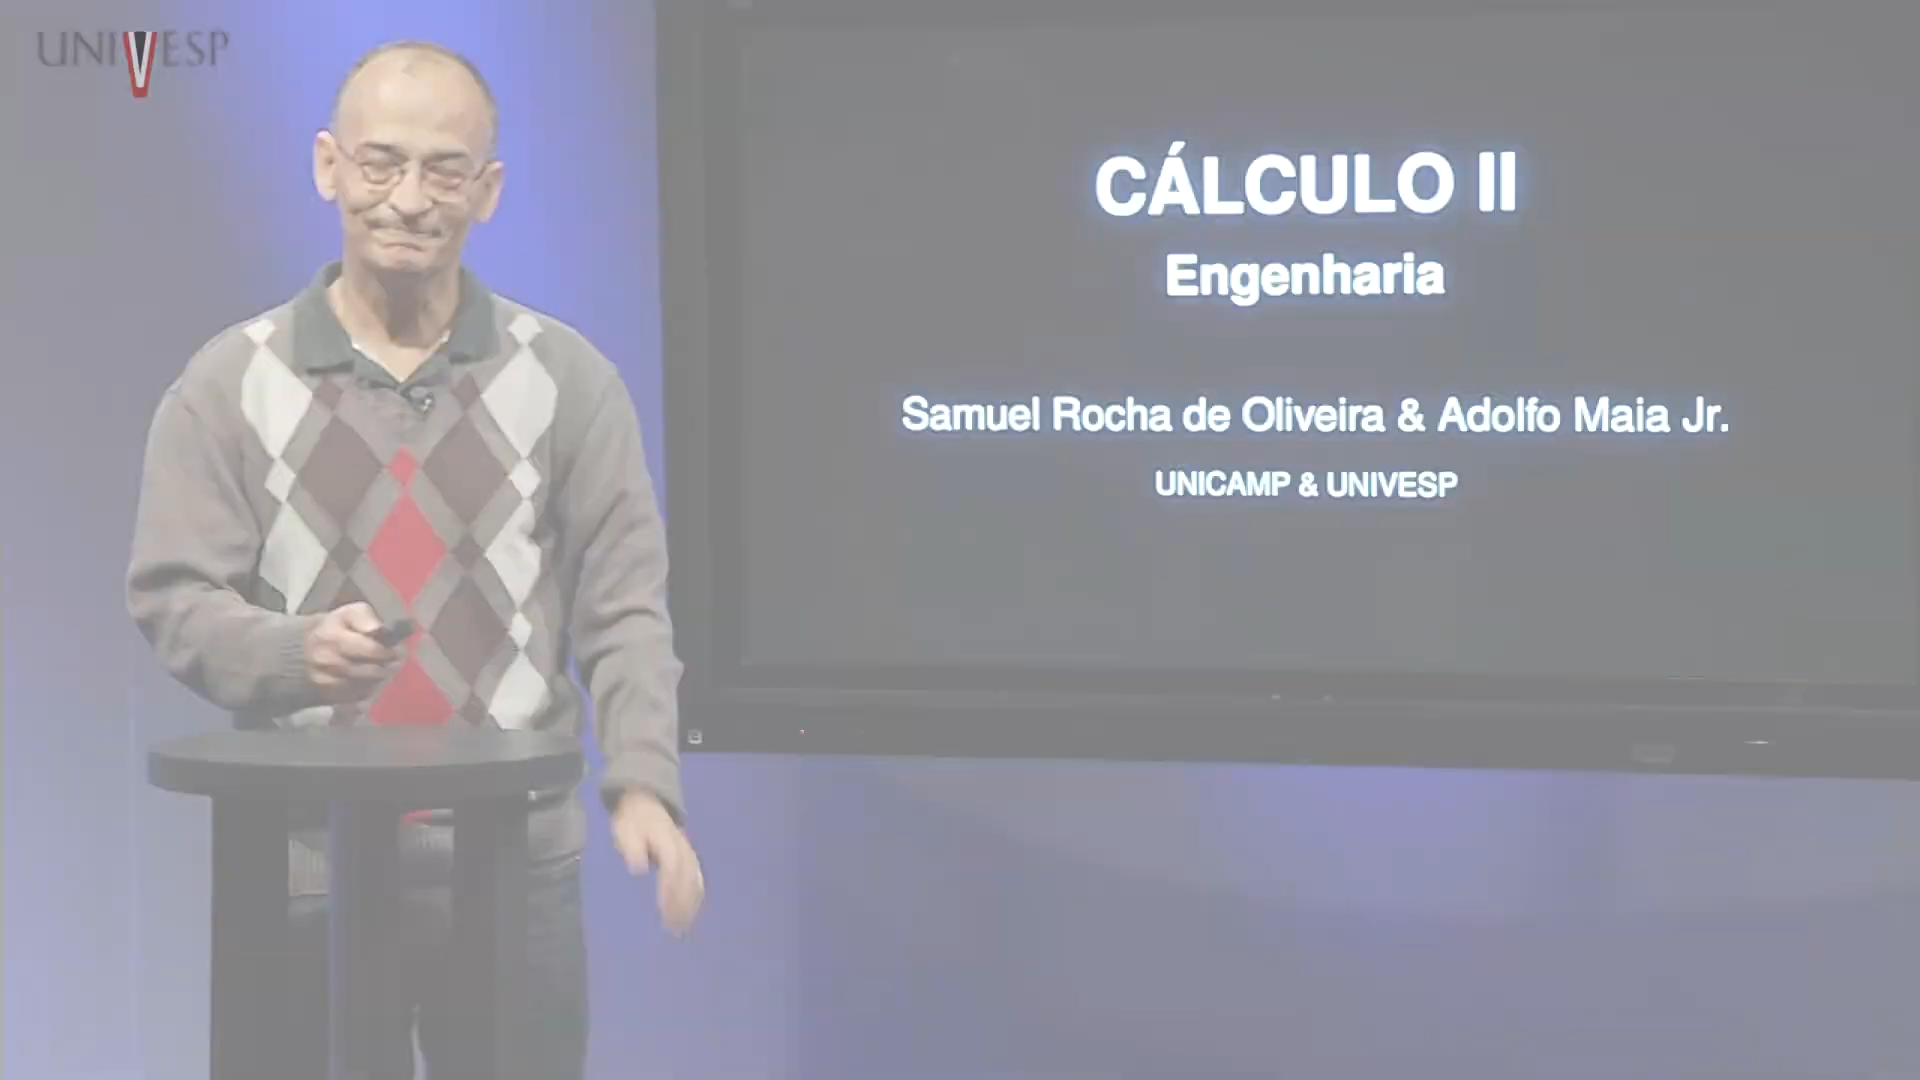 UNIVESP
CÁLCULO II
Engenharia
Samuel Rocha de Oliveira & Adolfo Maia Jr.
UNICAMP & UNIVESP